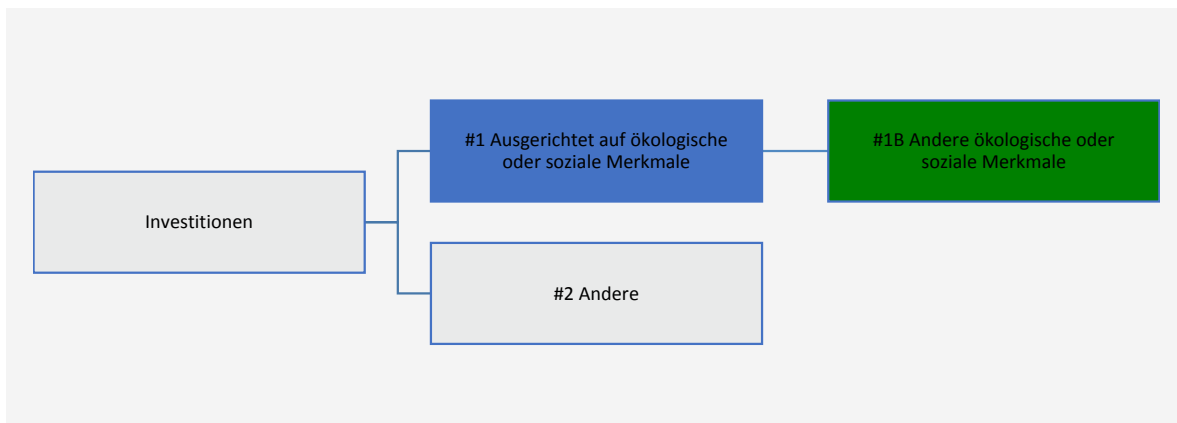 #1 Ausgerichtet auf ökologische
oder soziale Merkmale
#1B Andere ökologische oder
soziale Merkmale
Investitionen
#2 Andere